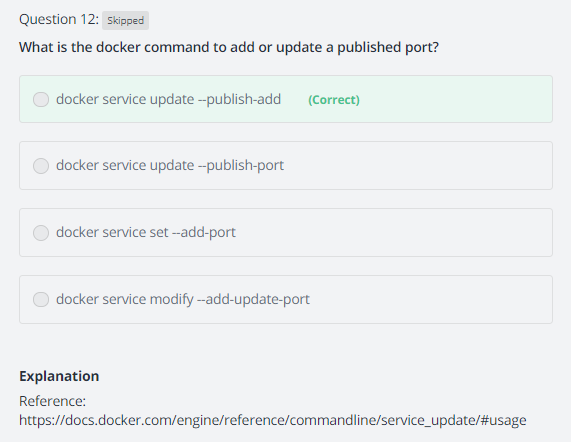 Question 12: Skipped
What is the docker command to add or update a published port?
docker service update --publish-add (Correct)
docker service update --publish-port
docker service set --add-port
docker service modify --add-update-port
Explanation
Reference:
https://docs.docker.com/engine/reference/commandline/service_update/#usage